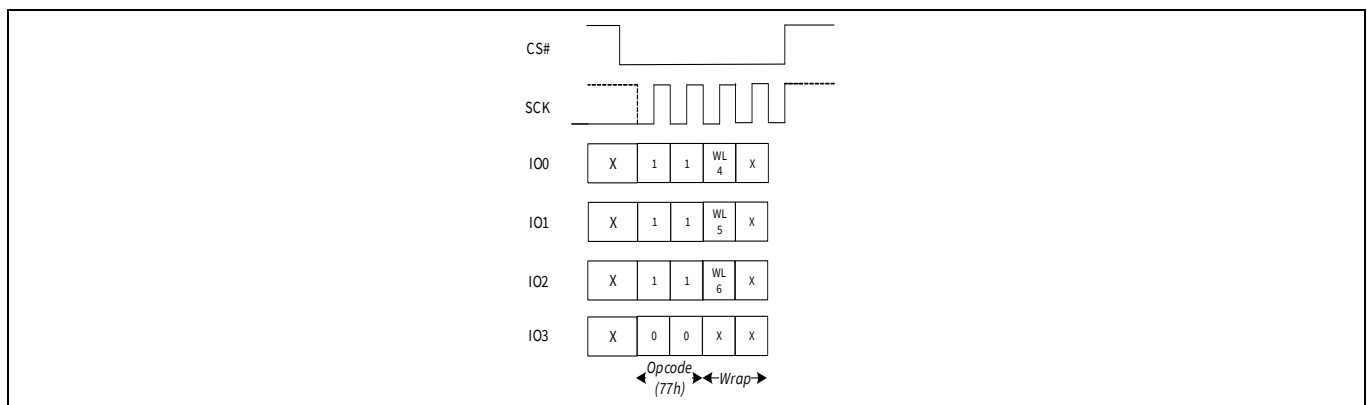 CS#
SCK
IO0 X 1 1 WL 4 X
IO1 X 1 1 WL 5 X
IO2 X 1 1 WL 6 X
IO3 X 0 0 X X
Opcode Wrap
(77h)